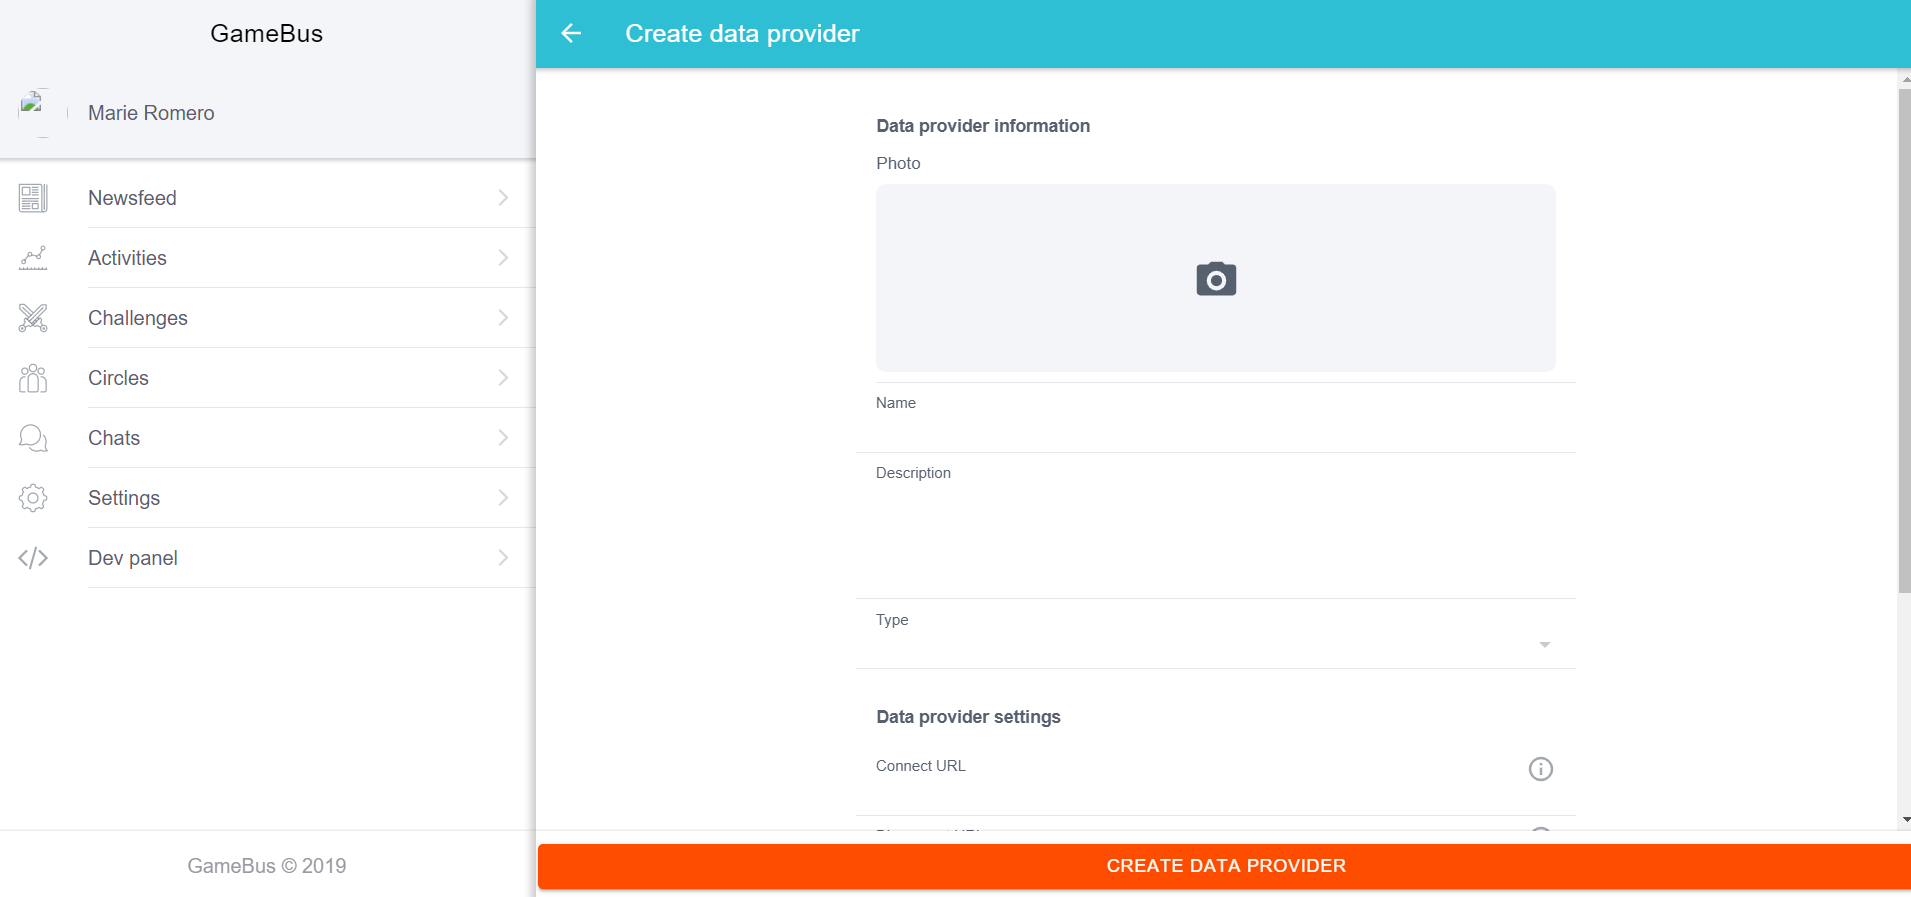 GameBus
Marie Romero
Newsfeed
Activities
Challenges
Circles
Chats
Settings
Dev panel
GameBus © 2019
Create data provider
Data provider information
Photo
Name
Description
Type
Data provider settings
Connect URL
CREATE DATA PROVIDER